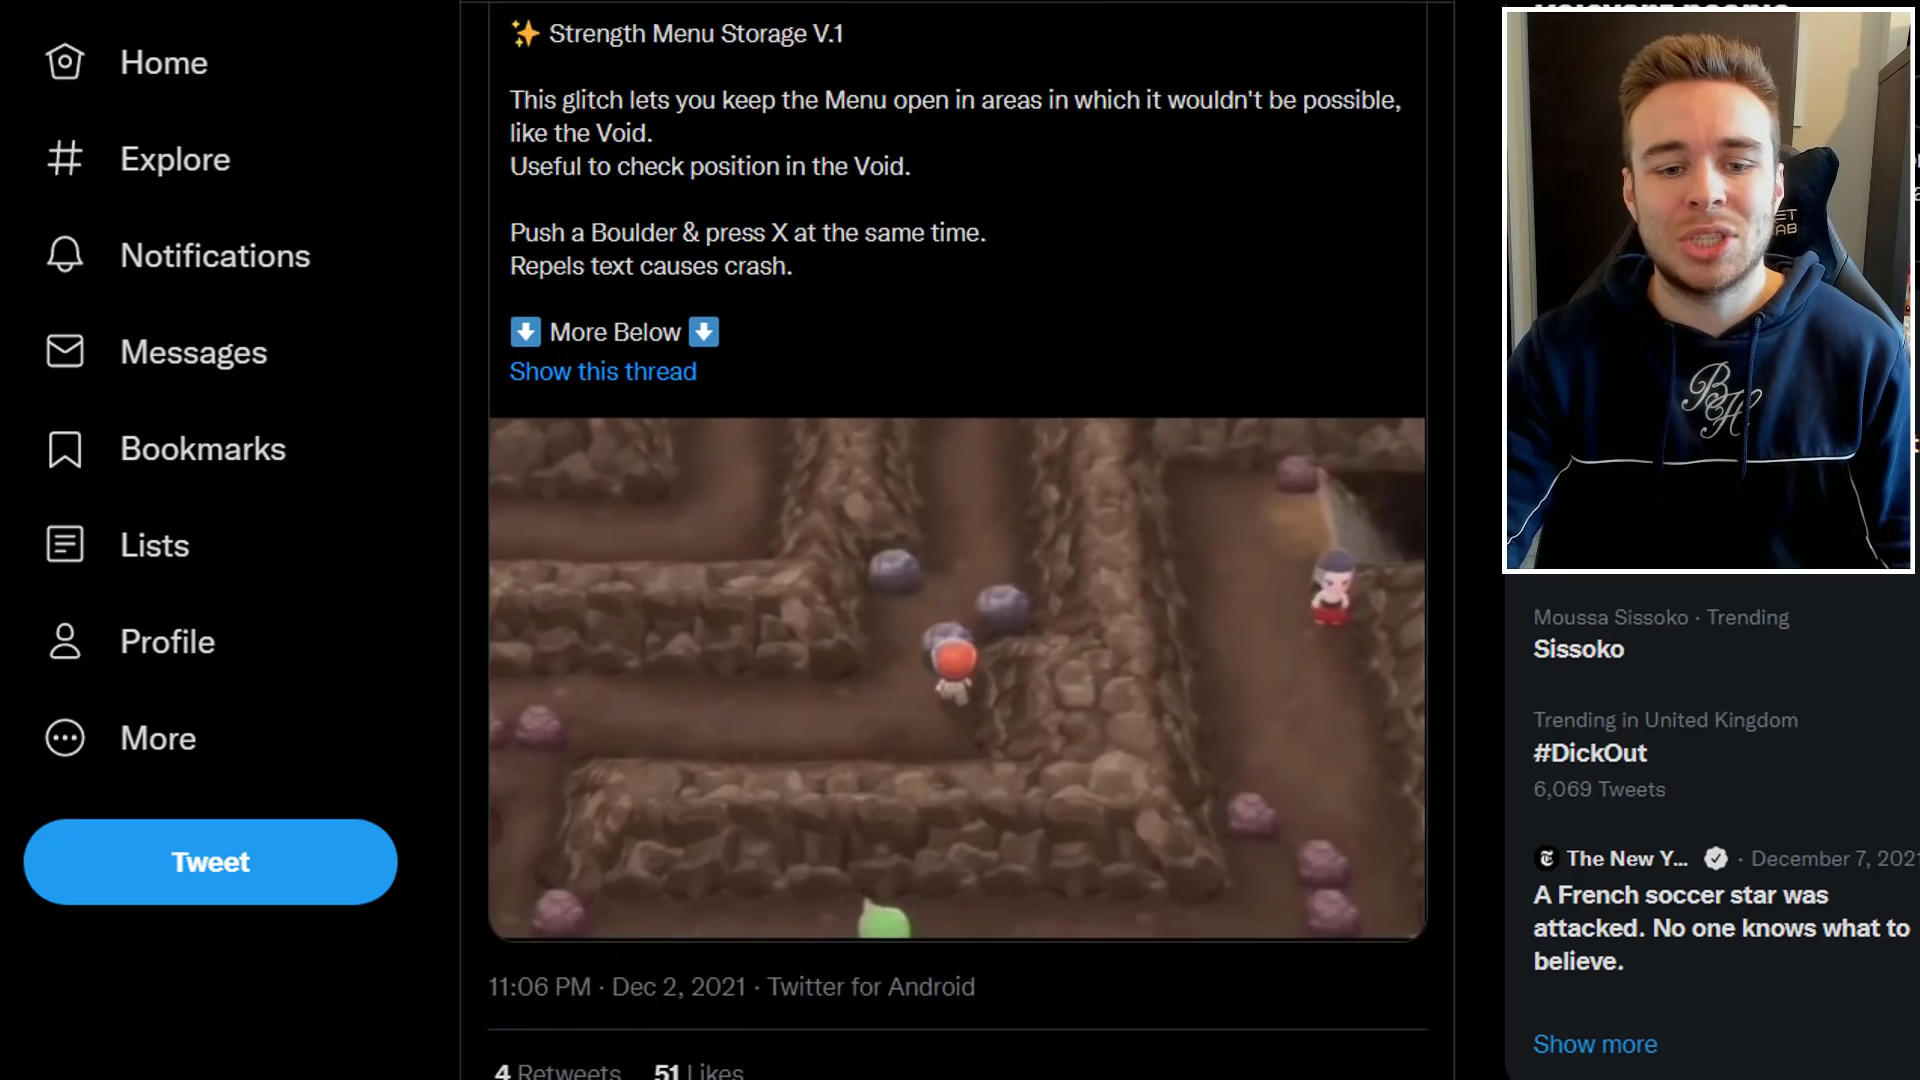 Home
Explore
Notifications
Messages
Bookmarks
Lists
Profile
More
Tweet
✨ Strength Menu Storage V.1
This glitch lets you keep the Menu open in areas in which it wouldn't be possible,
like the Void.
Useful to check position in the Void.
Push a Boulder & press X at the same time.
Repels text causes crash.
⬇️ More Below ⬇️
Show this thread
11:06 PM · Dec 2, 2021 · Twitter for Android
4 Retweets 51 Likes
BH
Moussa Sissoko · Trending
Sissoko
Trending in United Kingdom
#DickOut
6,069 Tweets
The New Y... · December 7, 2021
A French soccer star was
attacked. No one knows what to
believe.
Show more